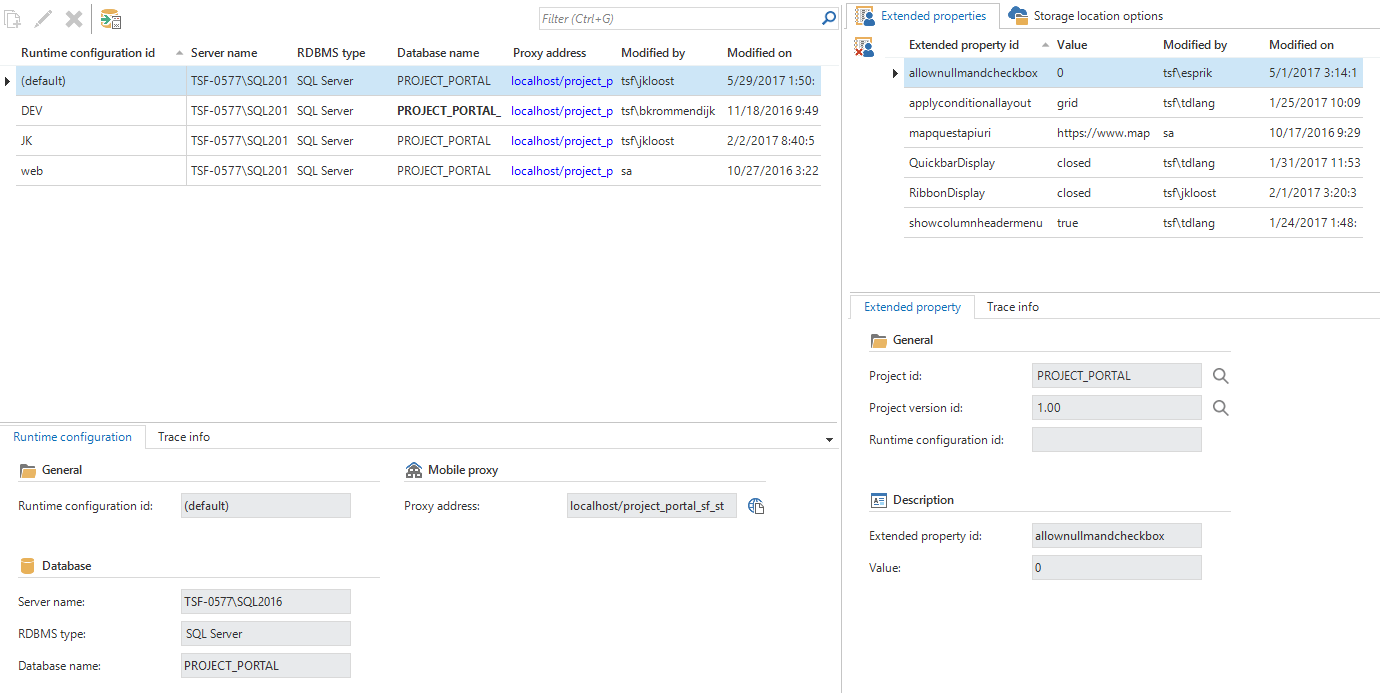 Filter (Ctrl+G)
Runtime configuration id Server name RDBMS type Database name Proxy address Modified by Modified on
(default) TSF-0577\SQL201 SQL Server PROJECT_PORTAL localhost/project_p tsf\jkloost 5/29/2017 1:50:
DEV TSF-0577\SQL201 SQL Server PROJECT_PORTAL_ localhost/project_p tsf\bkrommendijk 11/18/2016 9:49
JK TSF-0577\SQL201 SQL Server PROJECT_PORTAL localhost/project_p tsf\jkloost 2/2/2017 8:40:5
web TSF-0577\SQL201 SQL Server PROJECT_PORTAL localhost/project_p sa 10/27/2016 3:22
Runtime configuration Trace info
General
Runtime configuration id: (default)
Database
Server name: TSF-0577\SQL2016
RDBMS type: SQL Server
Database name: PROJECT_PORTAL
Mobile proxy
Proxy address: localhost/project_portal_sf_st
Extended properties Storage location options
Extended property id Value Modified by Modified on
allownullmandcheckbox 0 tsf\esprik 5/1/2017 3:14:1
applyconditionallayout grid tsf\tdlang 1/25/2017 10:09
mapquestapiuri https://www.map sa 10/17/2016 9:29
QuickbarDisplay closed tsf\tdlang 1/31/2017 11:53
RibbonDisplay closed tsf\jkloost 2/1/2017 3:20:3
showcolumnheadermenu true tsf\tdlang 1/24/2017 1:48:
Extended property Trace info
General
Project id: PROJECT_PORTAL
Project version id: 1.00
Runtime configuration id:
Description
Extended property id: allownullmandcheckbox
Value: 0